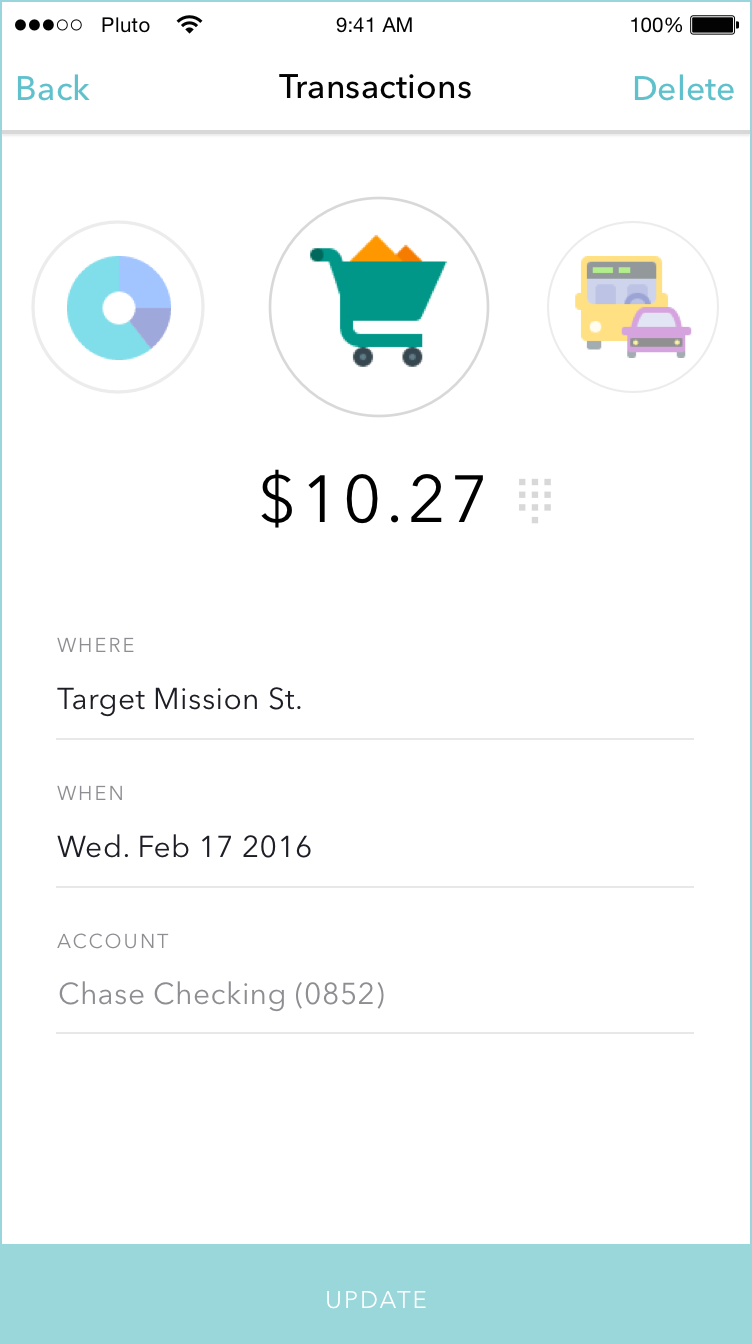 Pluto 9:41 AM 100%
Back Transactions Delete
$10.27
WHERE
Target Mission St.
WHEN
Wed. Feb 17 2016
ACCOUNT
Chase Checking (0852)
UPDATE